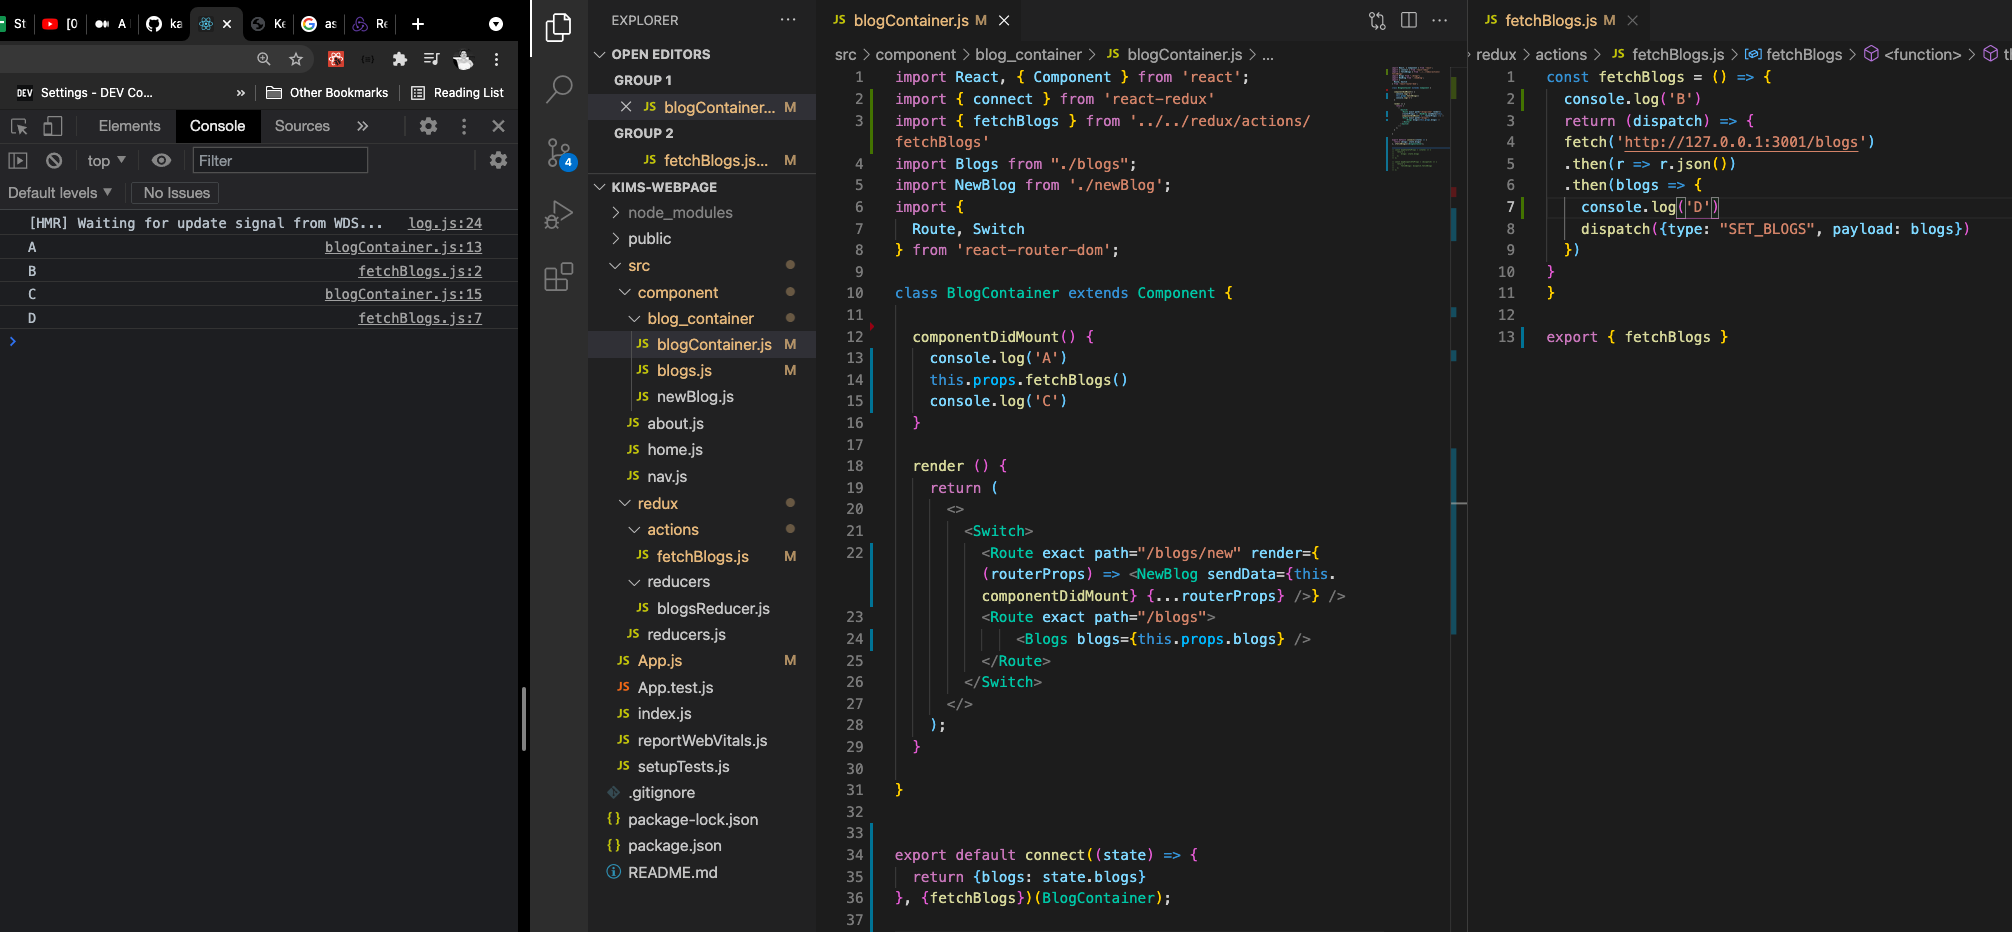 St
[0
A
ka
Ke
as
Re
DEV Settings - DEV Co...
»
Other Bookmarks
Reading List
Elements
Console
Sources
»
top ▼
Filter
Default levels ▼
No Issues
[HMR] Waiting for update signal from WDS... log.js:24
A blogContainer.js:13
B fetchBlogs.js:2
C blogContainer.js:15
D fetchBlogs.js:7
>
4
EXPLORER ...
OPEN EDITORS
GROUP 1
JS blogContainer... M
GROUP 2
JS fetchBlogs.js... M
KIMS-WEBPAGE
node_modules
public
src
component
blog_container
JS blogContainer.js M
JS blogs.js M
JS newBlog.js
JS about.js
JS home.js
JS nav.js
redux
actions
JS fetchBlogs.js M
reducers
JS blogsReducer.js
JS reducers.js
JS App.js M
JS App.test.js
JS index.js
JS reportWebVitals.js
JS setupTests.js
.gitignore
{} package-lock.json
{} package.json
README.md
JS blogContainer.js M
src > component > blog_container > JS blogContainer.js > ...
1 import React, { Component } from 'react';
2 import { connect } from 'react-redux'
3 import { fetchBlogs } from '../../redux/actions/
fetchBlogs'
4 import Blogs from "./blogs";
5 import NewBlog from './newBlog';
6 import {
7 Route, Switch
8 } from 'react-router-dom';
9
10 class BlogContainer extends Component {
11
12 componentDidMount() {
13 console.log('A')
14 this.props.fetchBlogs()
15 console.log('C')
16 }
17
18 render () {
19 return (
20 <>
21 <Switch>
22 <Route exact path="/blogs/new" render={
(routerProps) => <NewBlog sendData={this.
componentDidMount} {...routerProps} />} />
23 <Route exact path="/blogs">
24 <Blogs blogs={this.props.blogs} />
25 </Route>
26 </Switch>
27 </>
28 );
29 }
30
31 }
32
33
34 export default connect((state) => {
35 return {blogs: state.blogs}
36 }, {fetchBlogs})(BlogContainer);
37
JS fetchBlogs.js M
redux > actions > JS fetchBlogs.js > fetchBlogs > <function> > th
1 const fetchBlogs = () => {
2 console.log('B')
3 return (dispatch) => {
4 fetch('http://127.0.0.1:3001/blogs')
5 .then(r => r.json())
6 .then(blogs => {
7 console.log('D')
8 dispatch({type: "SET_BLOGS", payload: blogs})
9 })
10 }
11 }
12
13 export { fetchBlogs }